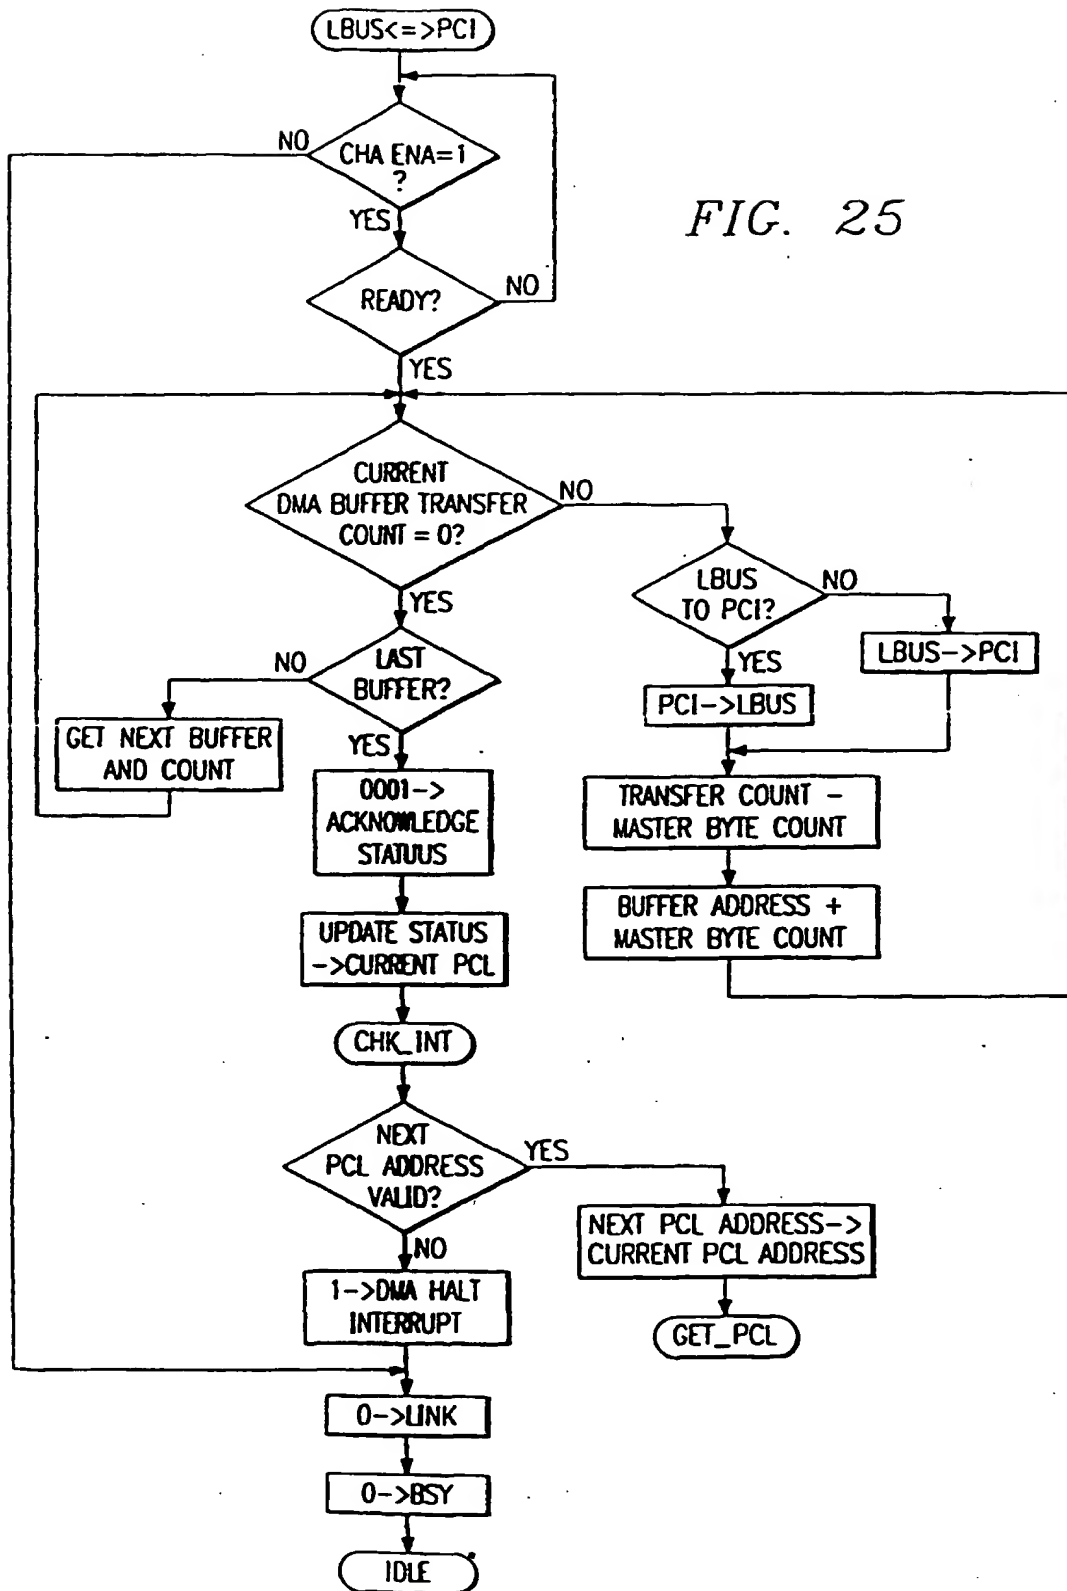 LBUS<=>PCI
NO
CHA ENA=1
?
YES
FIG. 25
READY?
NO
YES
CURRENT
DMA BUFFER TRANSFER
COUNT = 0?
NO
YES
LBUS
TO PCI?
NO
YES
LBUS->PCI
PCI->LBUS
NO
LAST
BUFFER?
YES
GET NEXT BUFFER
AND COUNT
0001->
ACKNOWLEDGE
STATUUS
TRANSFER COUNT -
MASTER BYTE COUNT
BUFFER ADDRESS +
MASTER BYTE COUNT
UPDATE STATUS
->CURRENT PCL
CHK_INT
NEXT
PCL ADDRESS
VALID?
YES
NO
NEXT PCL ADDRESS->
CURRENT PCL ADDRESS
GET_PCL
1->DMA HALT
INTERRUPT
0->LINK
0->BSY
IDLE